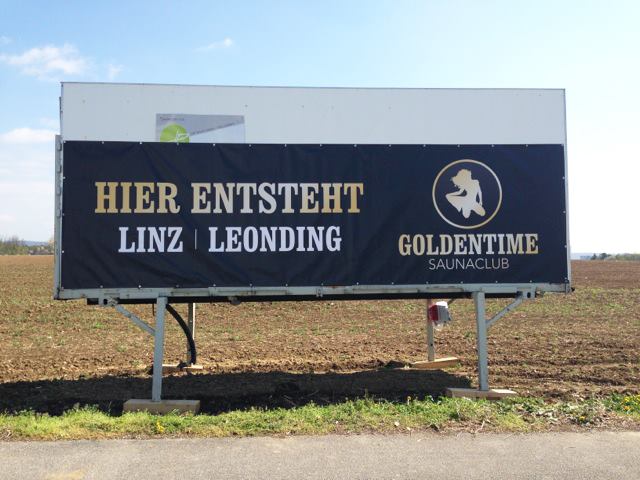 HIER ENTSTEHT
LINZ | LEONDING
GOLDENTIME
SAUNACLUB